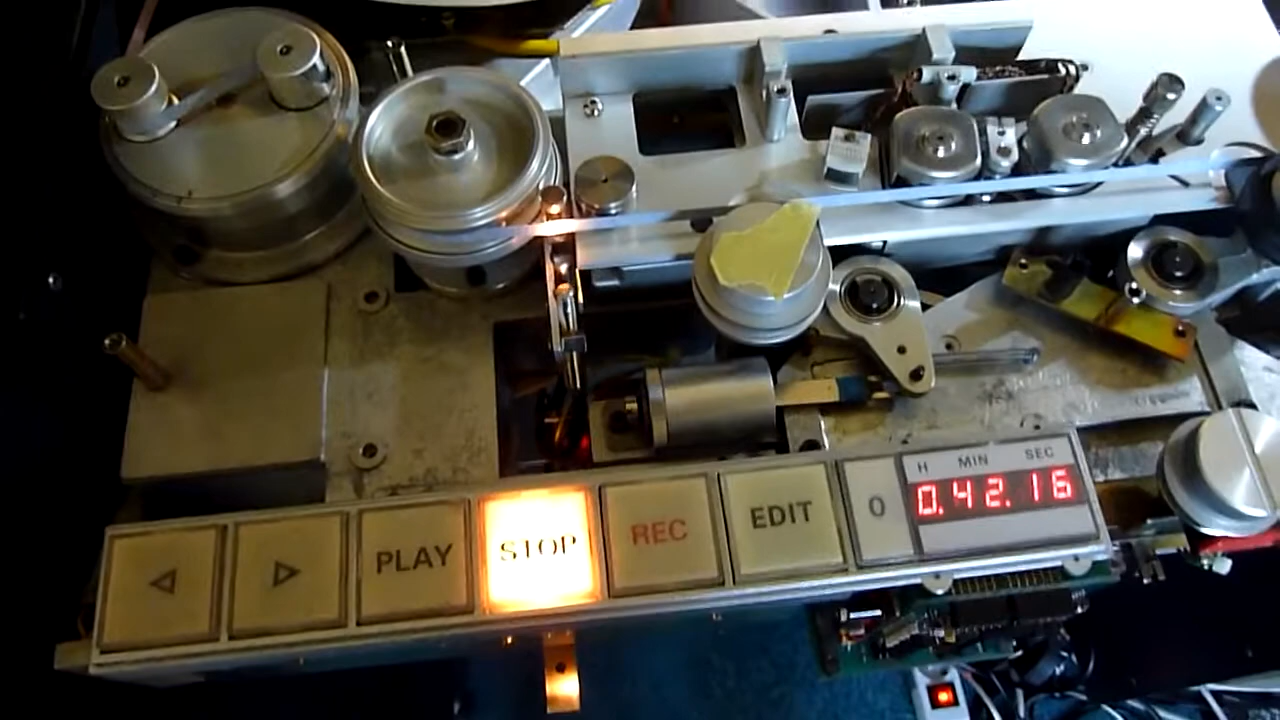 H MIN SEC
0.42.16
◁ ▷ PLAY STOP REC EDIT 0